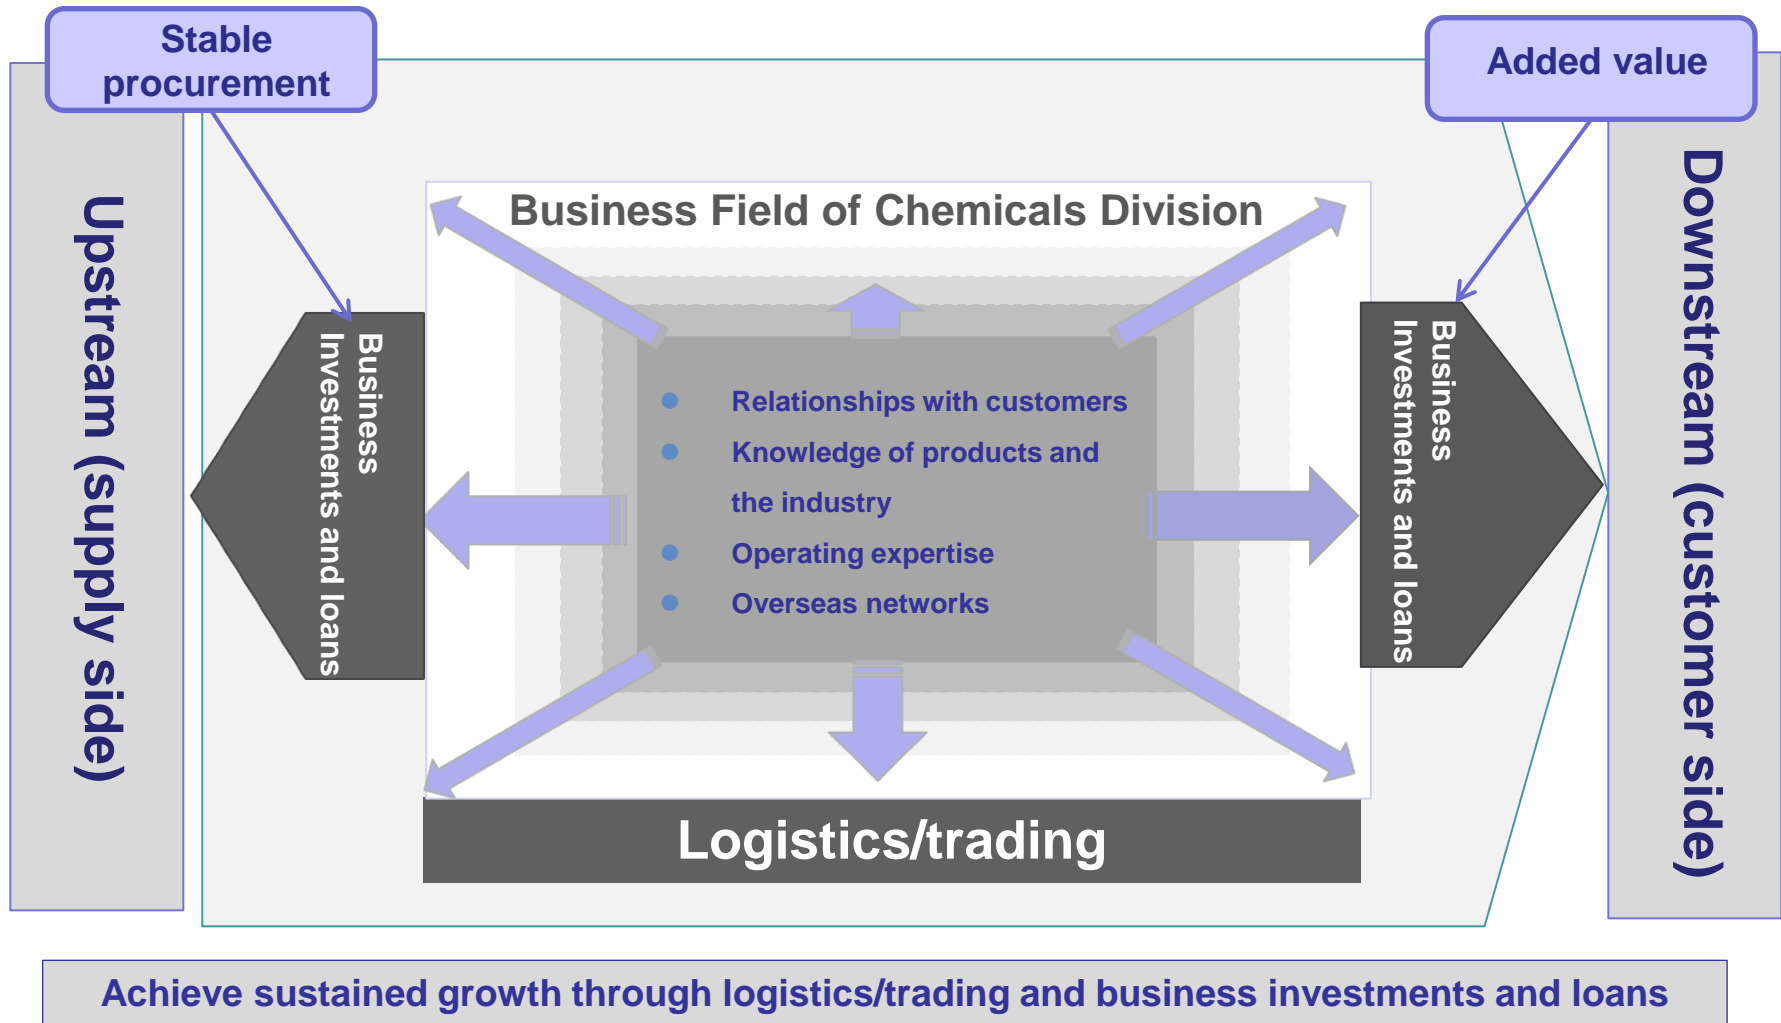 Stable
procurement
Added value
Upstream (supply side)
Business Field of Chemicals Division
Business
Investments and loans
Relationships with customers
Knowledge of products and
the industry
Operating expertise
Overseas networks
Business
Investments and loans
Downstream (customer side)
Logistics/trading
Achieve sustained growth through logistics/trading and business investments and loans